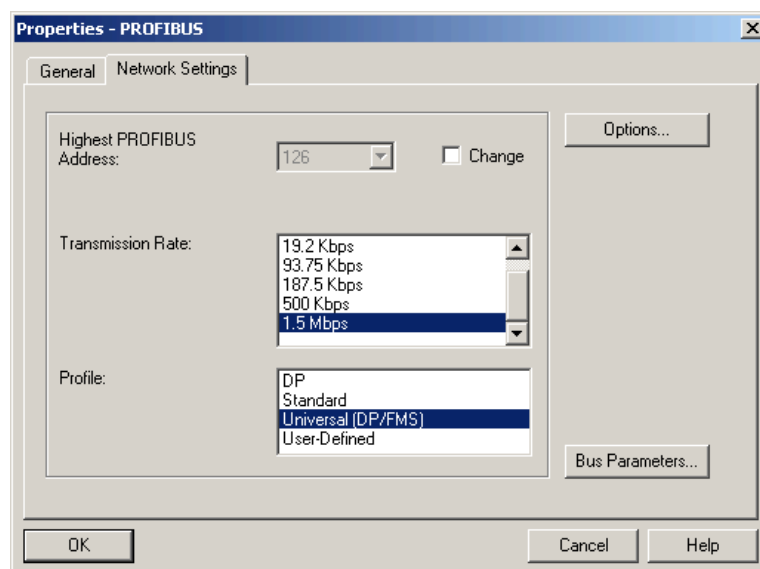 Properties - PROFIBUS
General
Network Settings
Highest PROFIBUS
Address:
126
Change
Options...
Transmission Rate:
19.2 Kbps
93.75 Kbps
187.5 Kbps
500 Kbps
1.5 Mbps
Profile:
DP
Standard
Universal (DP/FMS)
User-Defined
Bus Parameters...
OK
Cancel
Help